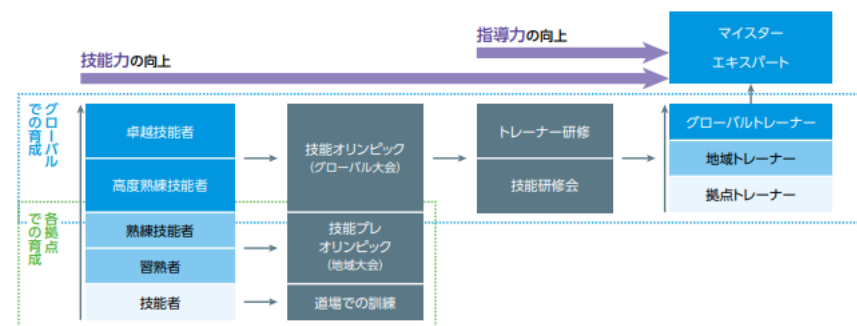 指導力の向上
マイスター
エキスパート
技能力の向上
グローバル
での育成
卓越技能者
高度熟練技能者
技能オリンピック
(グローバル大会)
トレーナー研修
技能研修会
グローバルトレーナー
地域トレーナー
拠点トレーナー
各拠点
での育成
熟練技能者
習熟者
技能プレ
オリンピック
(地域大会)
技能者
道場での訓練